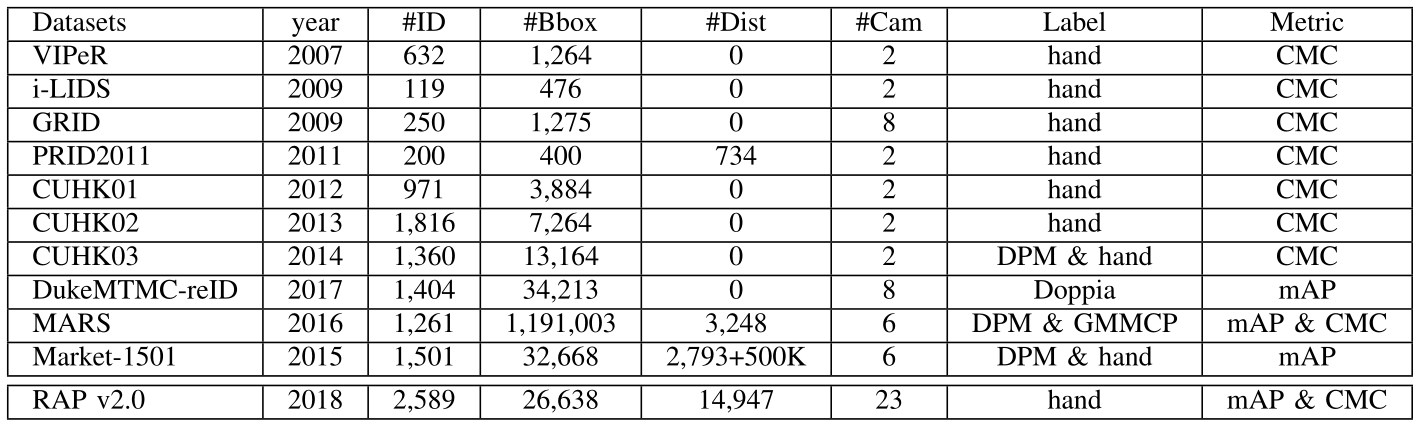 Datasets year #ID #Bbox #Dist #Cam Label Metric
VIPeR 2007 632 1,264 0 2 hand CMC
i-LIDS 2009 119 476 0 2 hand CMC
GRID 2009 250 1,275 0 8 hand CMC
PRID2011 2011 200 400 734 2 hand CMC
CUHK01 2012 971 3,884 0 2 hand CMC
CUHK02 2013 1,816 7,264 0 2 hand CMC
CUHK03 2014 1,360 13,164 0 2 DPM & hand CMC
DukeMTMC-reID 2017 1,404 34,213 0 8 Doppia mAP
MARS 2016 1,261 1,191,003 3,248 6 DPM & GMMCP mAP & CMC
Market-1501 2015 1,501 32,668 2,793+500K 6 DPM & hand mAP
RAP v2.0 2018 2,589 26,638 14,947 23 hand mAP & CMC